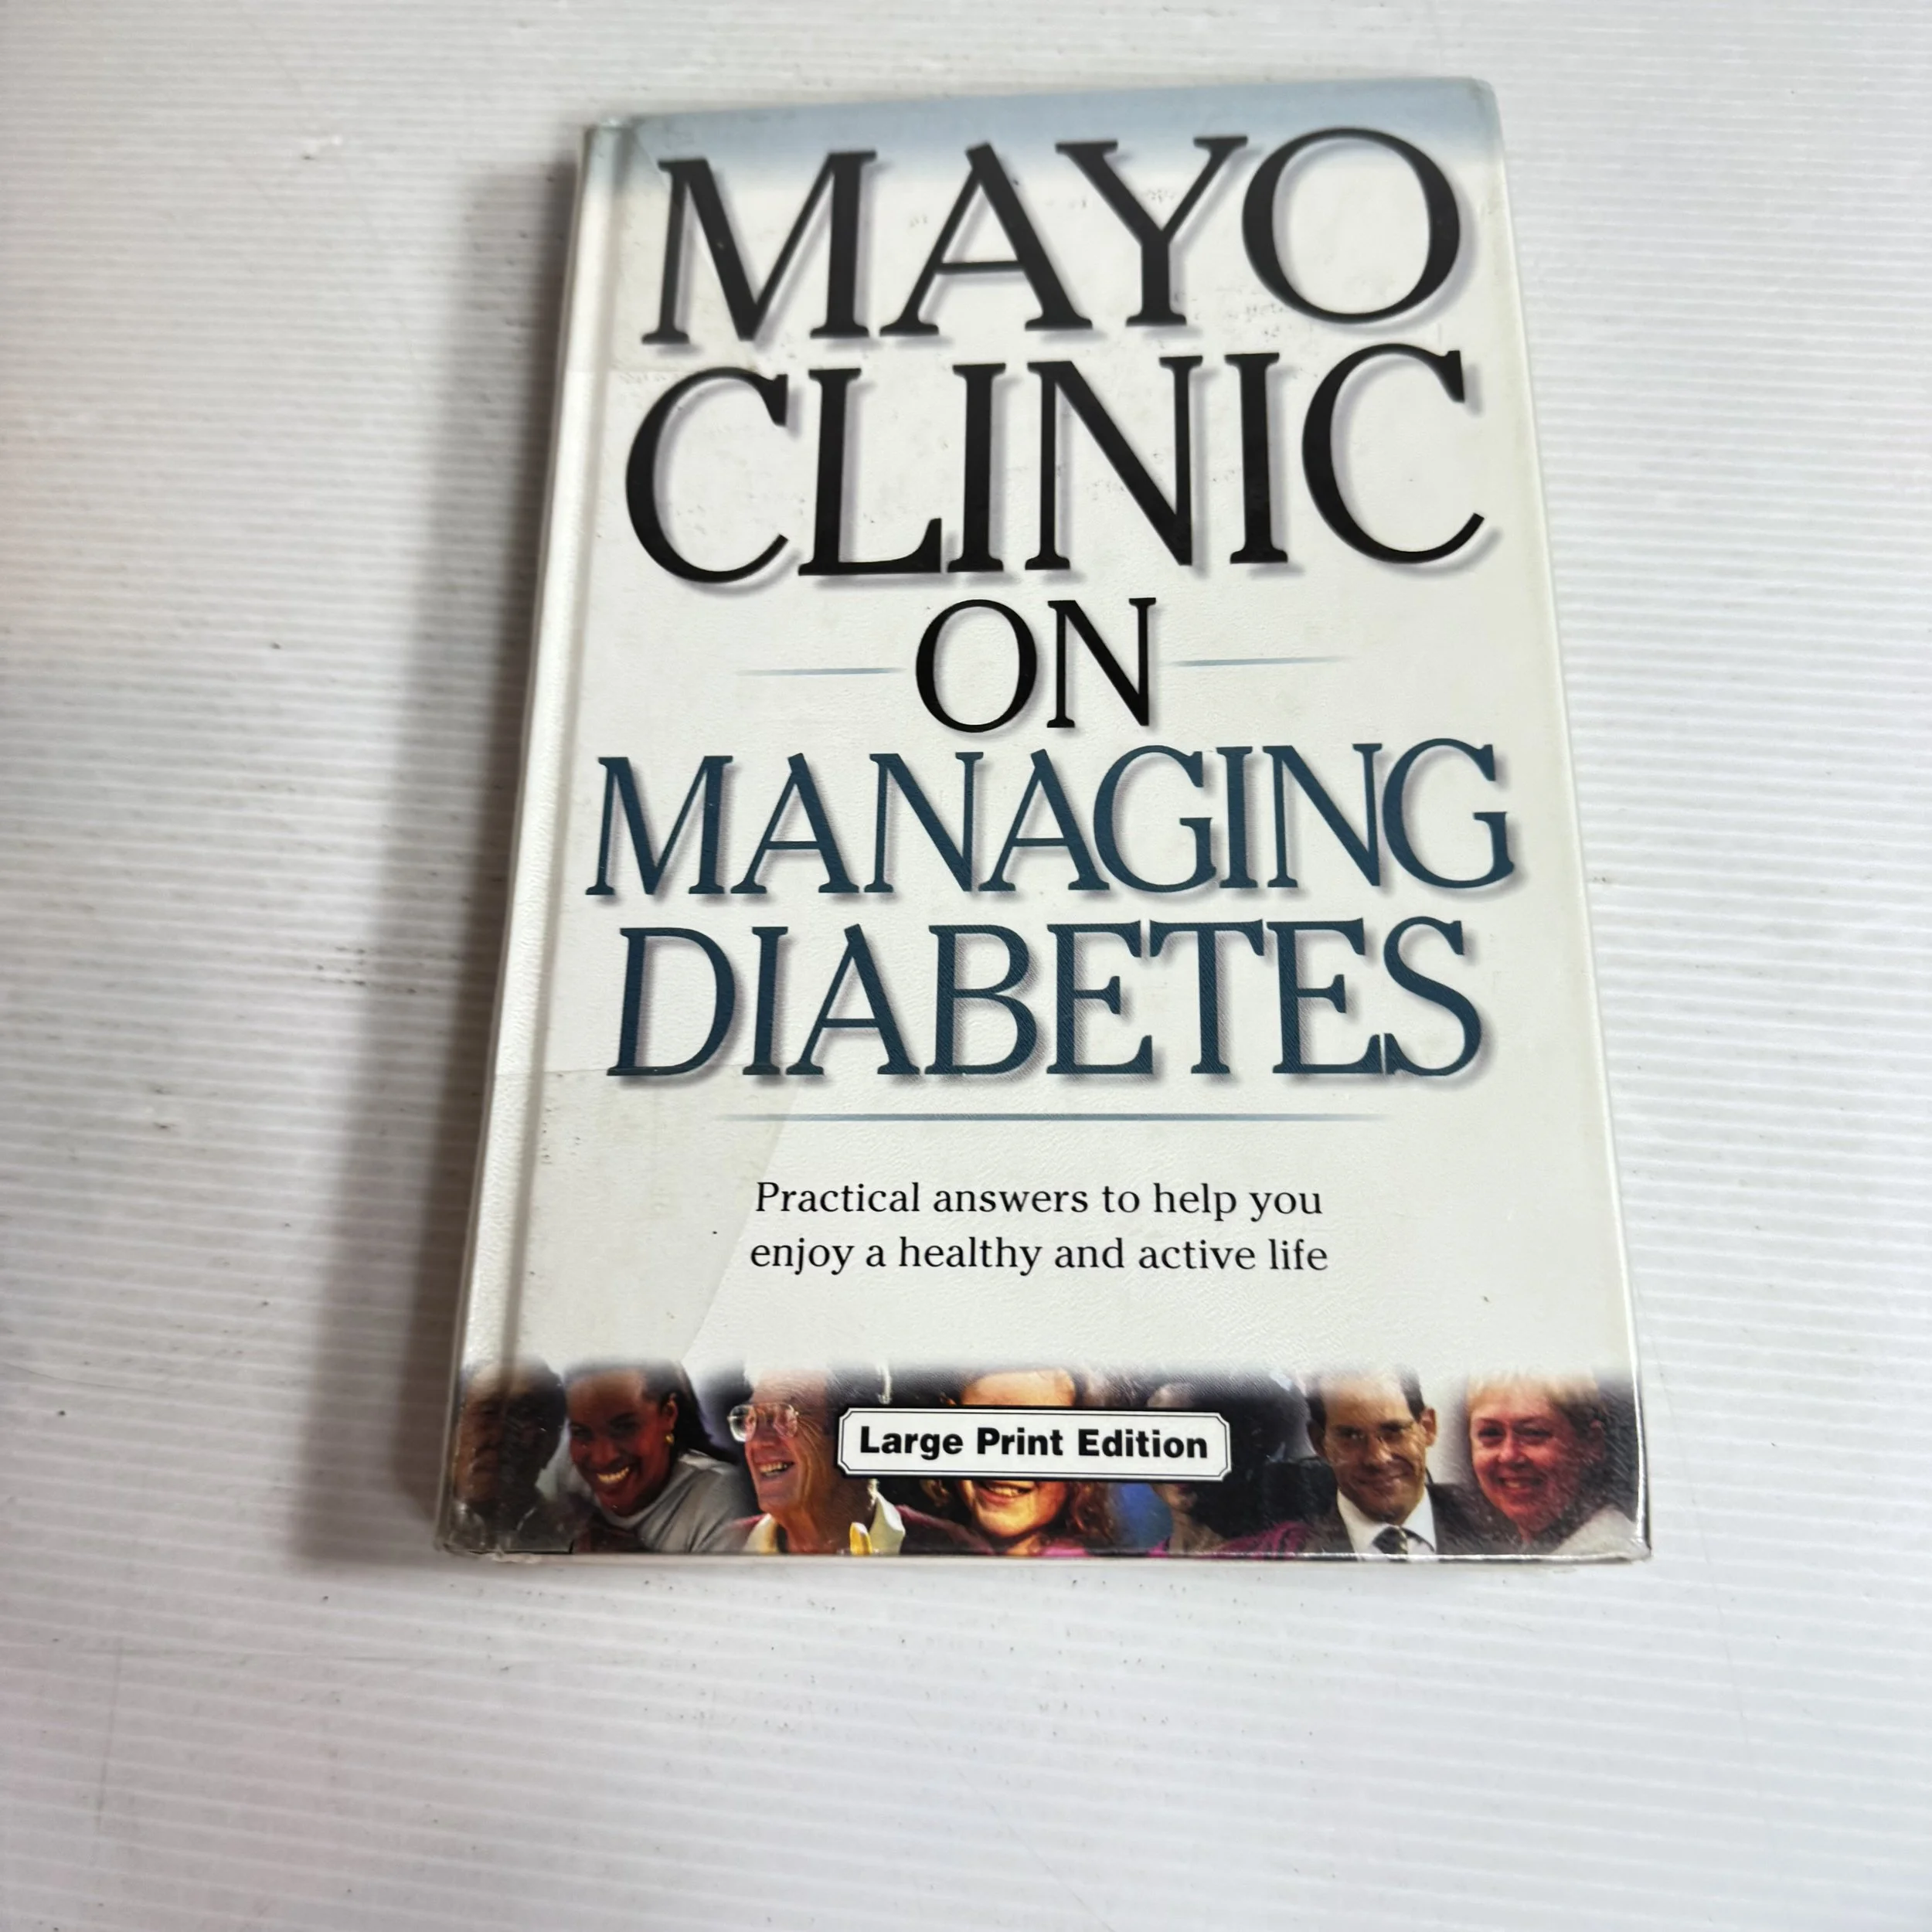 MAYO
CLINIC
ON
MANAGING
DIABETES
Practical answers to help you
enjoy a healthy and active life
Large Print Edition